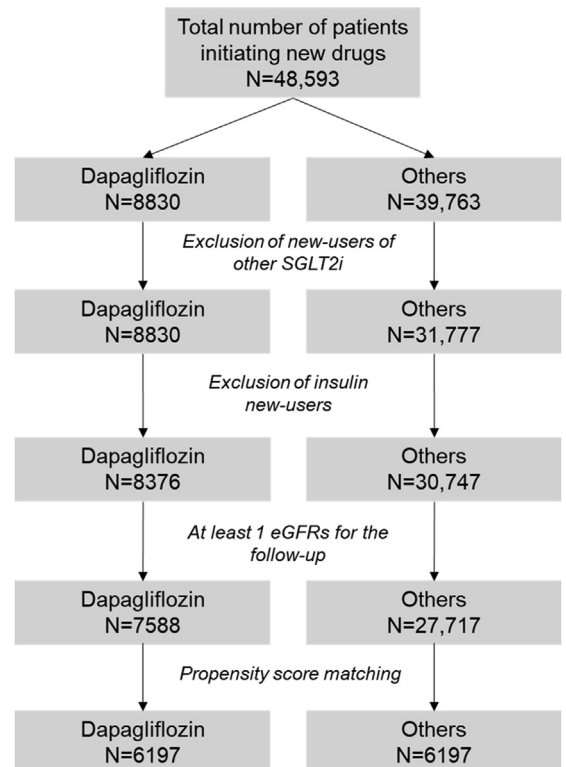 Total number of patients
initiating new drugs
N=48,593
Dapagliflozin
N=8830
Others
N=39,763
Exclusion of new-users of
other SGLT2i
Dapagliflozin
N=8830
Others
N=31,777
Exclusion of insulin
new-users
Dapagliflozin
N=8376
Others
N=30,747
At least 1 eGFRs for the
follow-up
Dapagliflozin
N=7588
Others
N=27,717
Propensity score matching
Dapagliflozin
N=6197
Others
N=6197